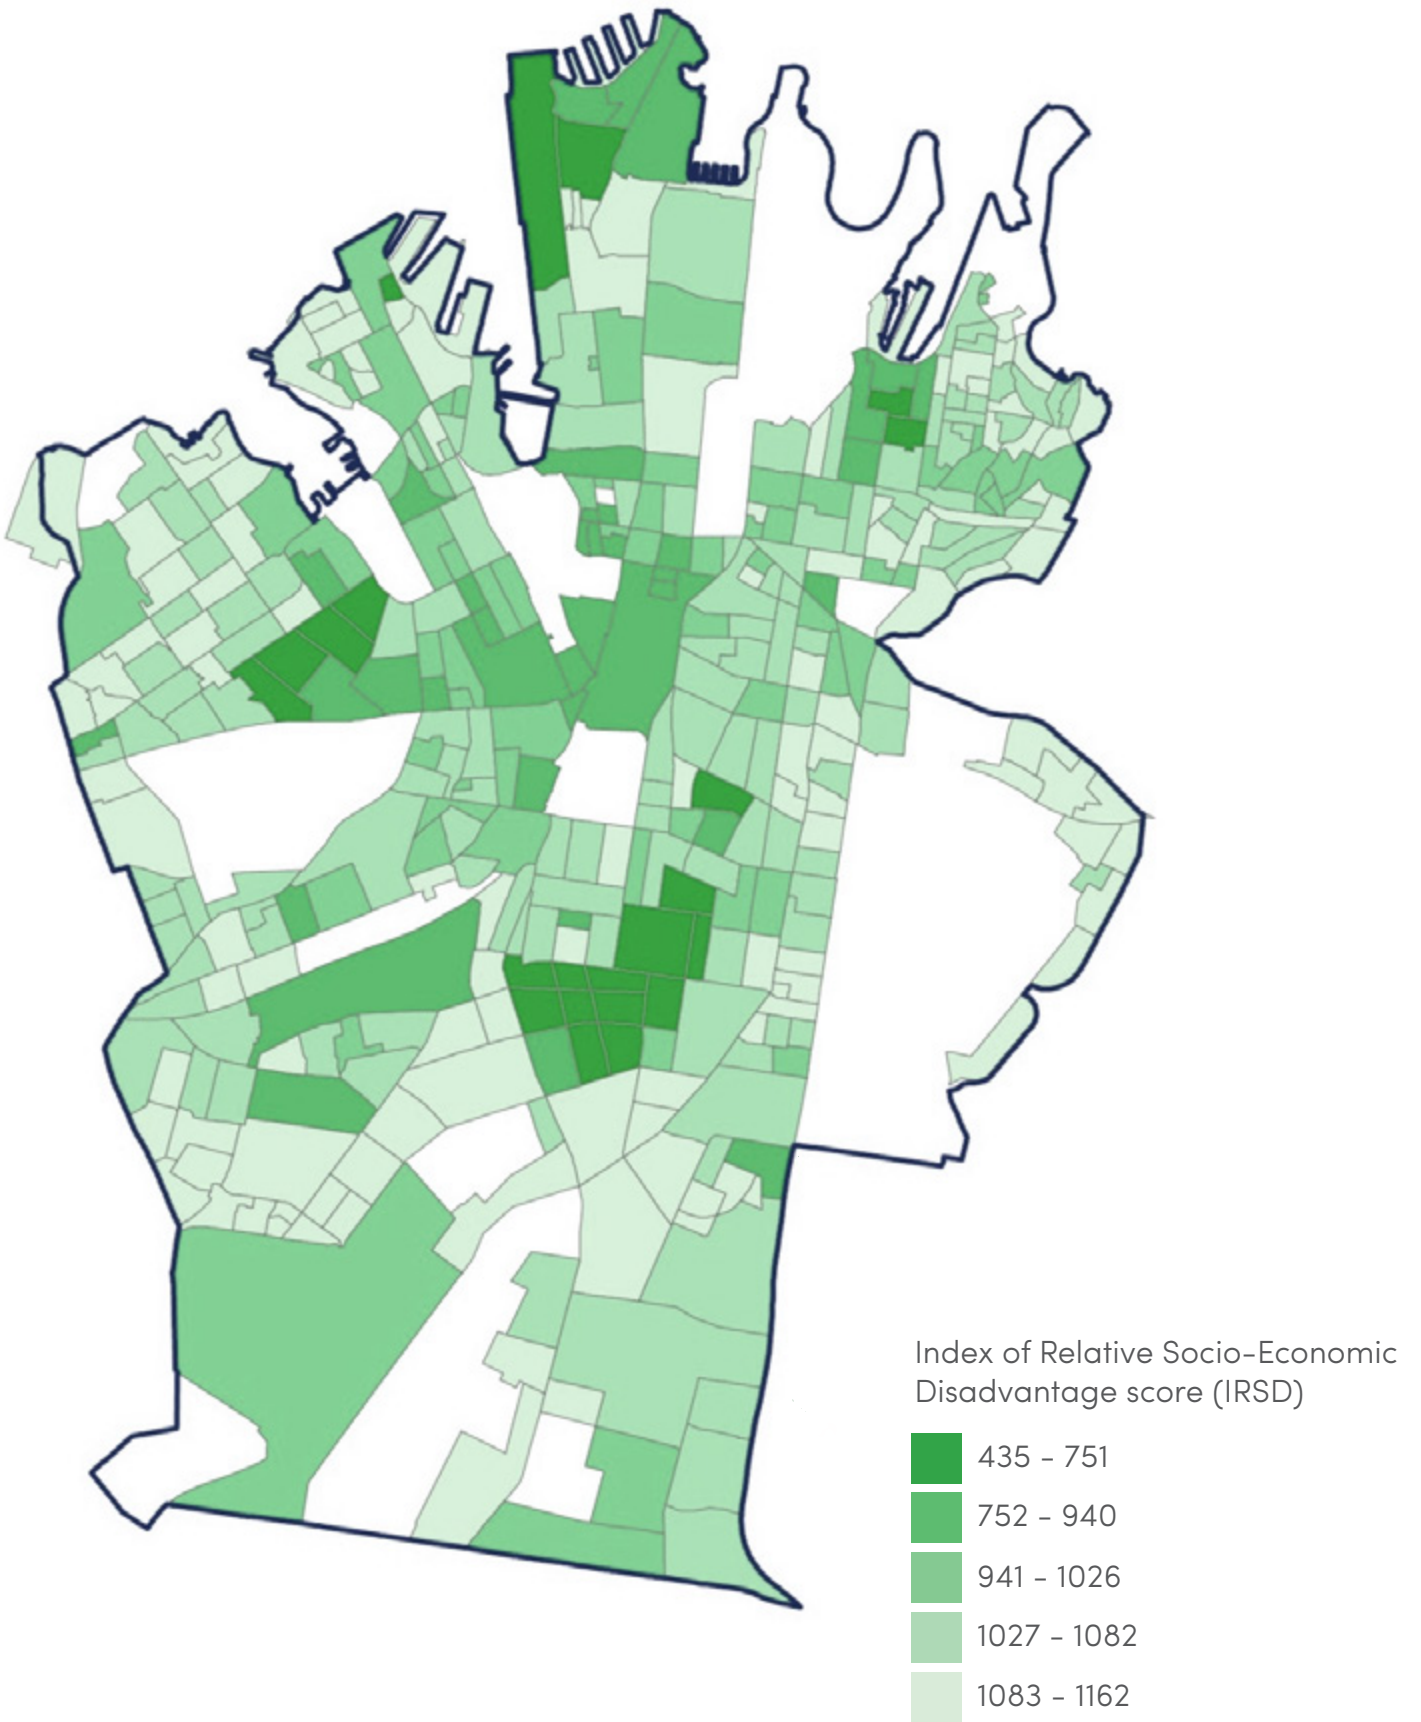 Index of Relative Socio-Economic
Disadvantage score (IRSD)
435 - 751
752 - 940
941 - 1026
1027 - 1082
1083 - 1162